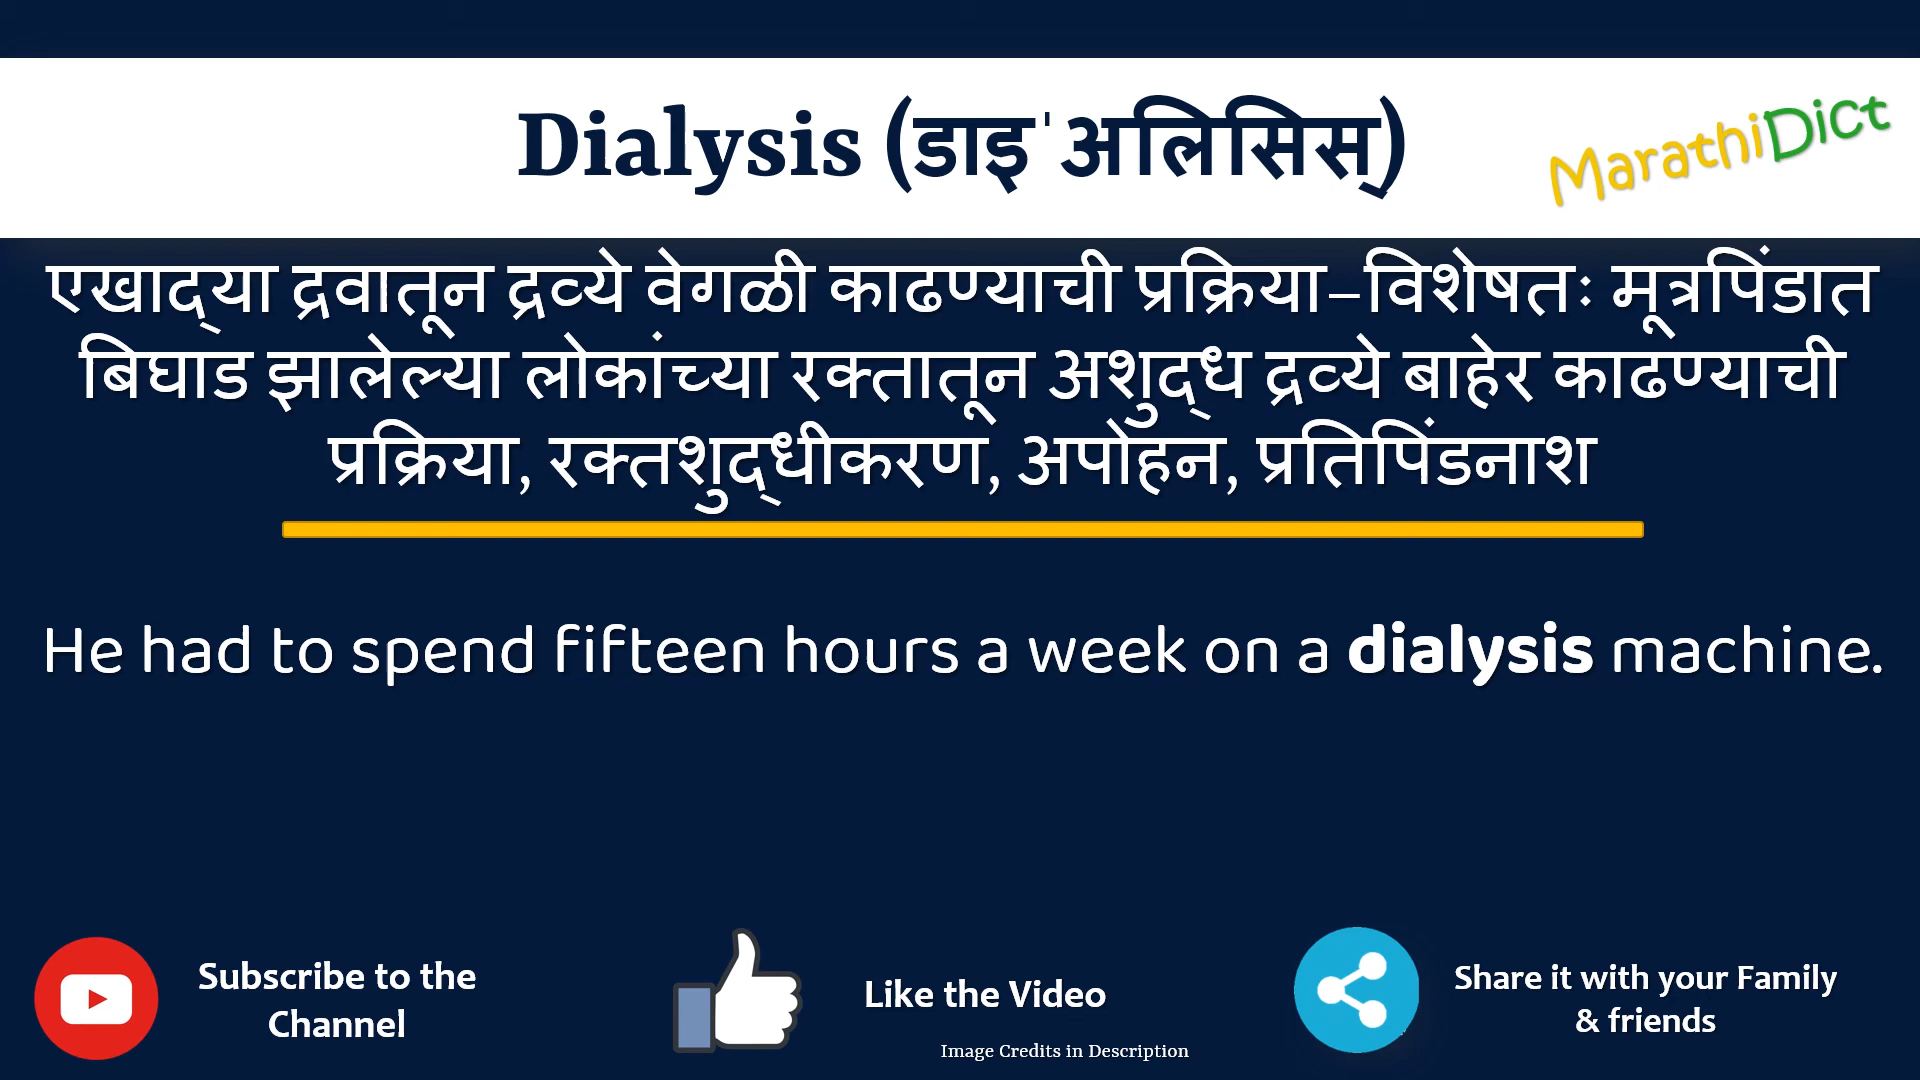 Dialysis (डाइˈअलिसिस्)
MarathiDict
एखाद्‌या द्रवातून द्रव्ये वेगळी काढण्याची प्रक्रिया–विशेषतः मूत्रपिंडात
बिघाड झालेल्या लोकांच्या रक्तातून अशुद्‌ध द्रव्ये बाहेर काढण्याची
प्रक्रिया, रक्तशुद्‌धीकरण, अपोहन, प्रतिपिंडनाश
He had to spend fifteen hours a week on a dialysis machine.
Subscribe to the
Channel
Like the Video
Share it with your Family
& friends
Image Credits in Description